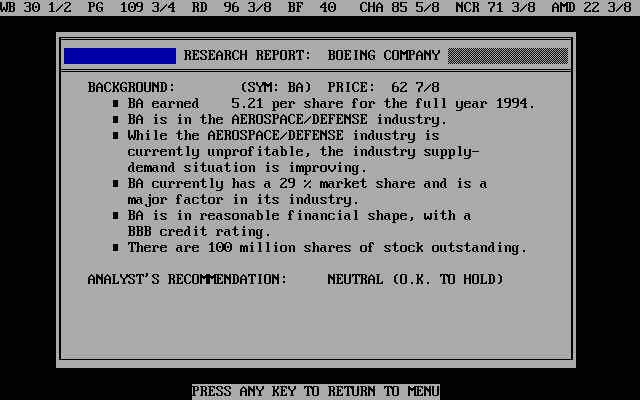 WB 30 1/2 PG 109 3/4 RD 96 3/8 BF 40 CHA 85 5/8 NCR 71 3/8 AMD 22 3/8
RESEARCH REPORT: BOEING COMPANY
BACKGROUND: (SYM: BA) PRICE: 62 7/8
■ BA earned 5.21 per share for the full year 1994.
■ BA is in the AEROSPACE/DEFENSE industry.
■ While the AEROSPACE/DEFENSE industry is
currently unprofitable, the industry supply-
demand situation is improving.
■ BA currently has a 29 % market share and is a
major factor in its industry.
■ BA is in reasonable financial shape, with a
BBB credit rating.
■ There are 100 million shares of stock outstanding.
ANALYST'S RECOMMENDATION: NEUTRAL (O.K. TO HOLD)
PRESS ANY KEY TO RETURN TO MENU